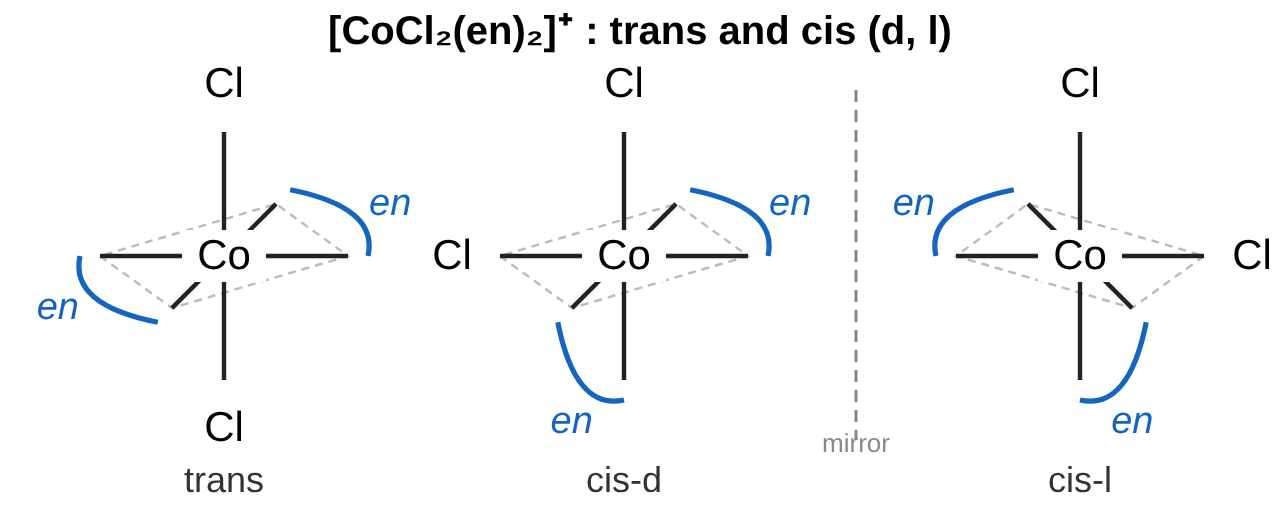 [CoCl₂(en)₂]⁺ : trans and cis (d, l)
Cl Cl Cl
en en en
Co Cl Co Co Cl
en
Cl en en
mirror
trans cis-d cis-l